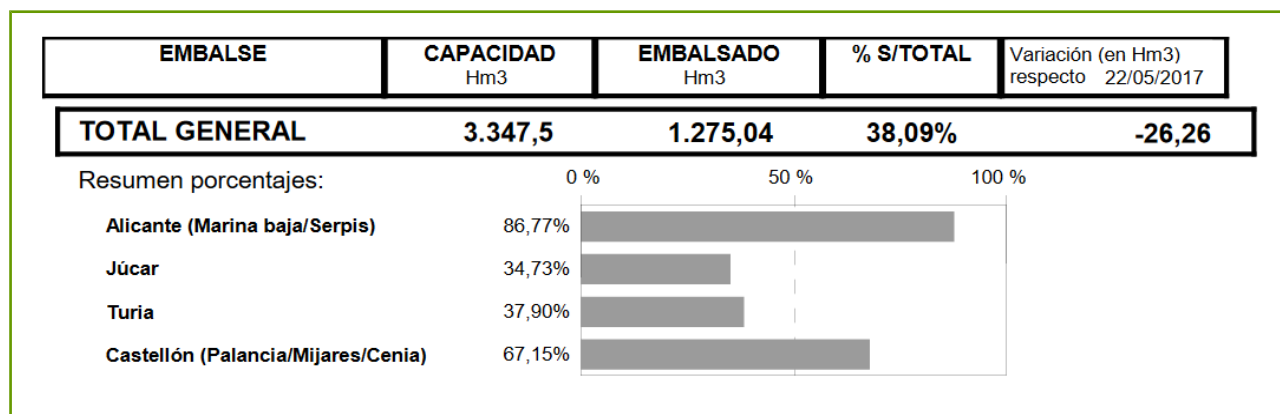 EMBALSE CAPACIDAD EMBALSADO % S/TOTAL Variación (en Hm3)
Hm3 Hm3 respecto 22/05/2017
TOTAL GENERAL 3.347,5 1.275,04 38,09% -26,26
Resumen porcentajes: 0 % 50 % 100 %
Alicante (Marina baja/Serpis) 86,77%
Júcar 34,73%
Turia 37,90%
Castellón (Palancia/Mijares/Cenia) 67,15%